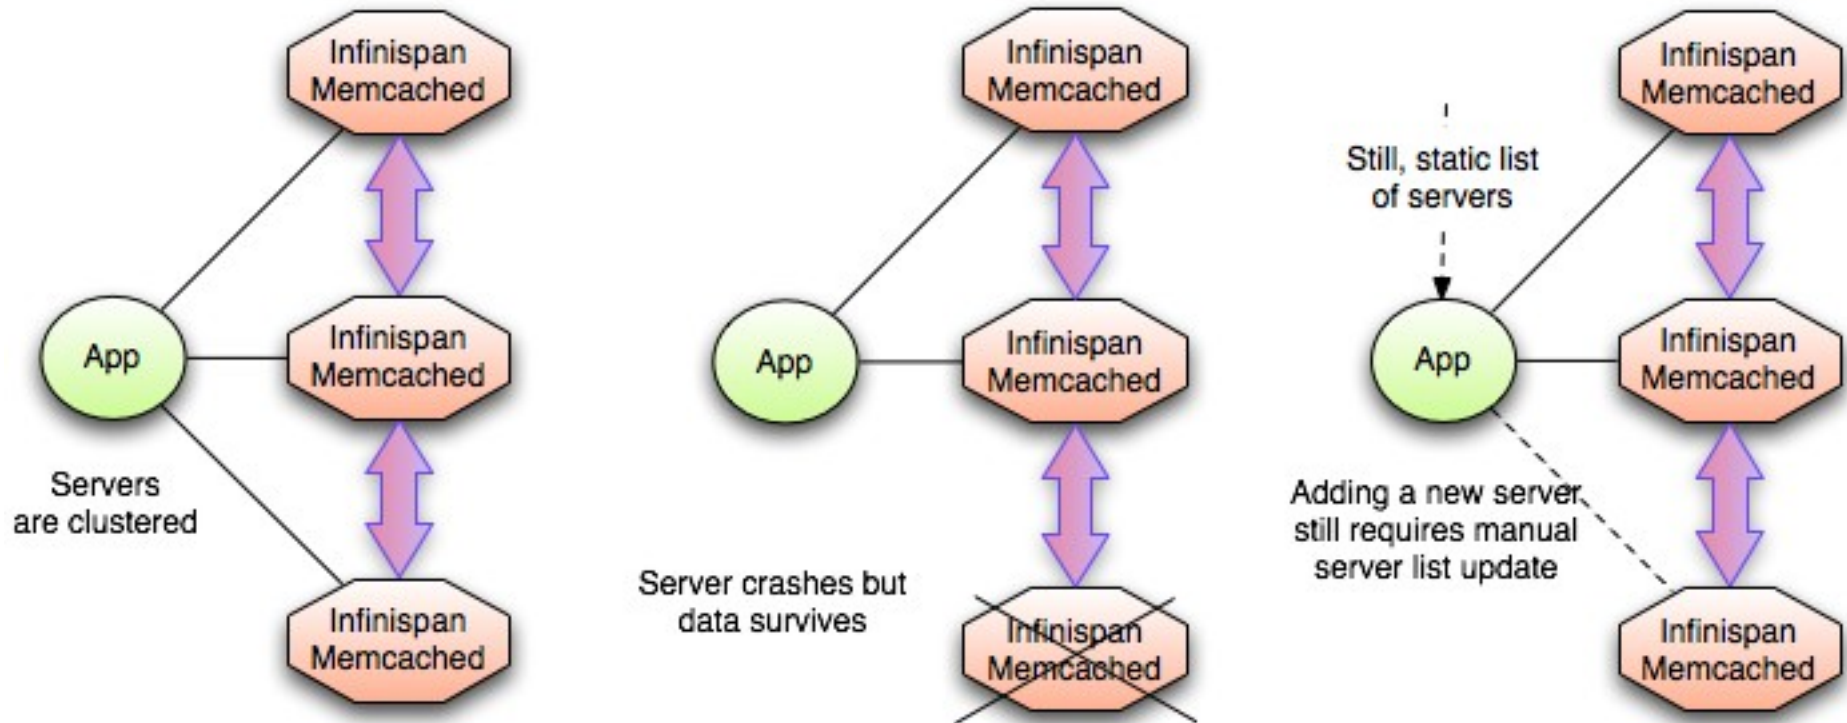 Infinispan
Memcached
App
Infinispan
Memcached
Servers
are clustered
Infinispan
Memcached
Infinispan
Memcached
App
Infinispan
Memcached
Server crashes but
data survives
Infinispan
Memcached
Infinispan
Memcached
Still, static list
of servers
App
Infinispan
Memcached
Adding a new server
still requires manual
server list update
Infinispan
Memcached